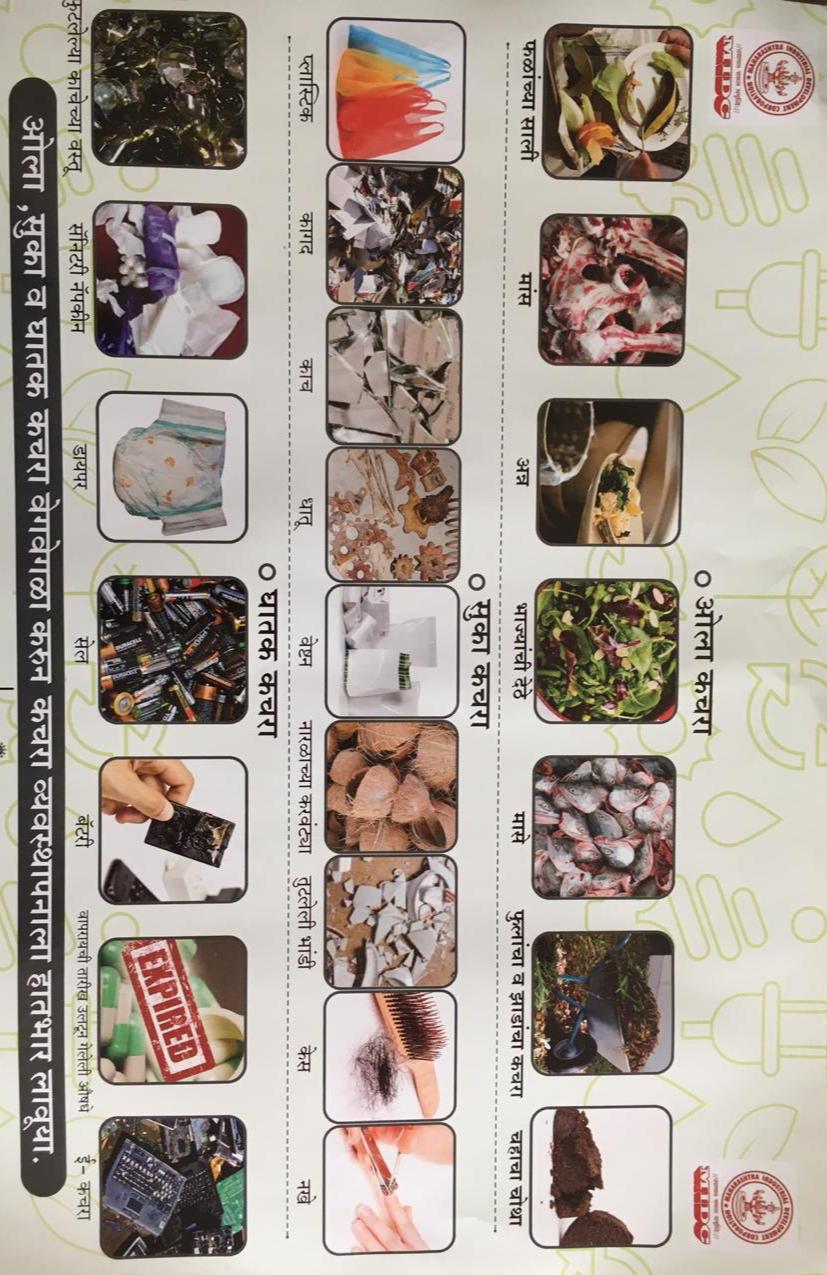 MAHARASHTRA INDUSTRIAL DEVELOPMENT CORPORATION
MIDC
MAHARASHTRA INDUSTRIAL DEVELOPMENT CORPORATION
MIDC
ओला कचरा
फळांच्या साली
मांस
अन्न
भाज्यांची देठे
मासे
फुलांचा व झाडांचा कचरा
चहाचा चोथा
सुका कचरा
प्लास्टिक
कागद
काच
धातू
वेष्टन
नारळाच्या करवंट्या
तुटलेली भांडी
केस
नखे
घातक कचरा
फुटलेल्या काचेच्या वस्तू
सॅनिटरी नॅपकीन
डायपर
सेल
बॅटरी
EXPIRED
वापरायची तारीख उलटून गेलेली औषधे
ई- कचरा
ओला ,सुका व घातक कचरा वेगवेगळा करुन कचरा व्यवस्थापनाला हातभार लावूया.